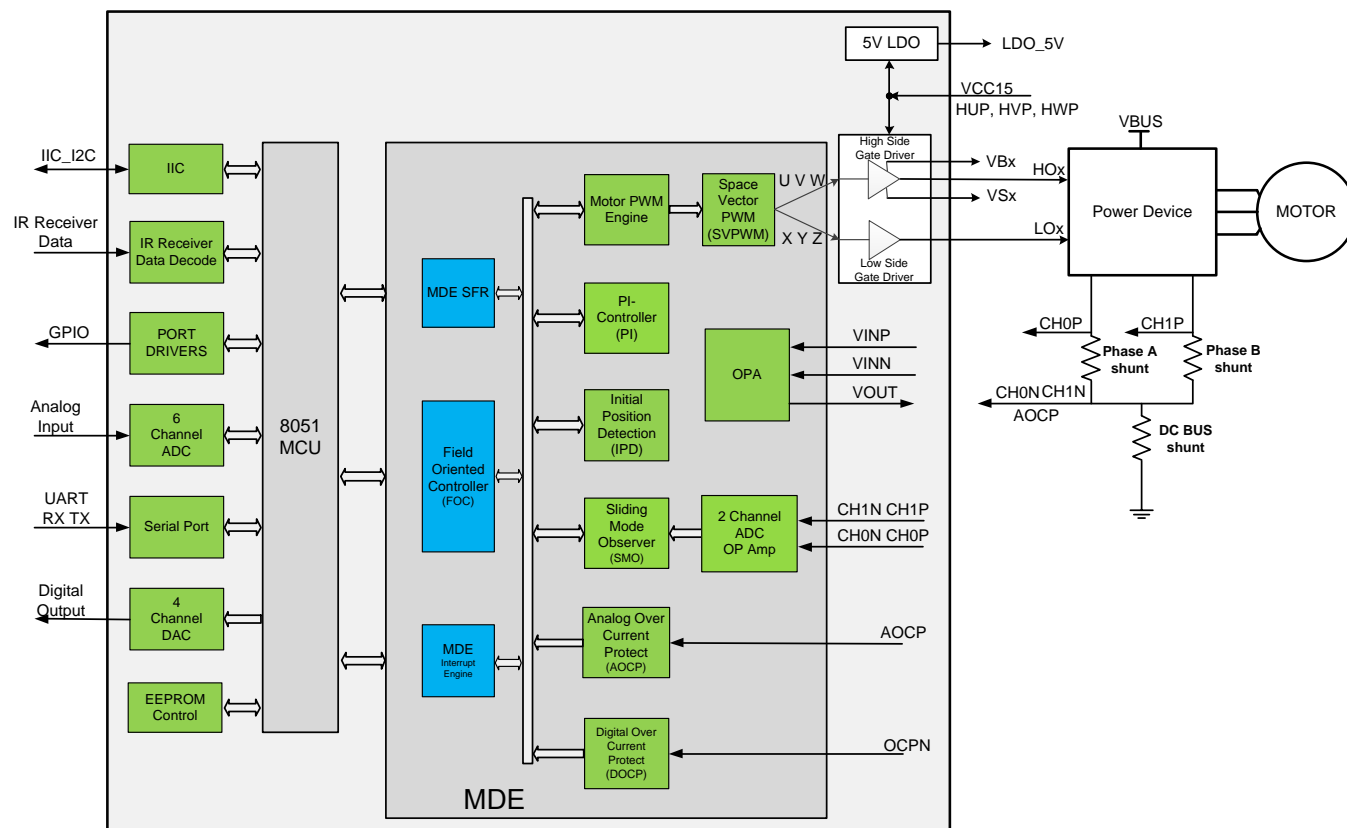 5V LDO
LDO_5V
VCC15
HUP, HVP, HWP
IIC_I2C
IIC
IR Receiver
Data
IR Receiver
Data Decode
GPIO
PORT
DRIVERS
Analog
Input
6
Channel
ADC
UART
RX TX
Serial Port
Digital
Output
4
Channel
DAC
EEPROM
Control
8051
MCU
MDE SFR
Field
Oriented
Controller
(FOC)
MDE
Interrupt
Engine
Motor PWM
Engine
Space
Vector
PWM
(SVPWM)
U V W
X Y Z
PI-
Controller
(PI)
Initial
Position
Detection
(IPD)
Sliding
Mode
Observer
(SMO)
2 Channel
ADC
OP Amp
Analog Over
Current
Protect
(AOCP)
Digital Over
Current
Protect
(DOCP)
OPA
MDE
High Side
Gate Driver
Low Side
Gate Driver
VBx
HOx
VSx
LOx
VINP
VINN
VOUT
CH1N CH1P
CH0N CH0P
AOCP
OCPN
VBUS
Power Device
MOTOR
CH0P
CH1P
Phase A
shunt
Phase B
shunt
CH0N CH1N
AOCP
DC BUS
shunt